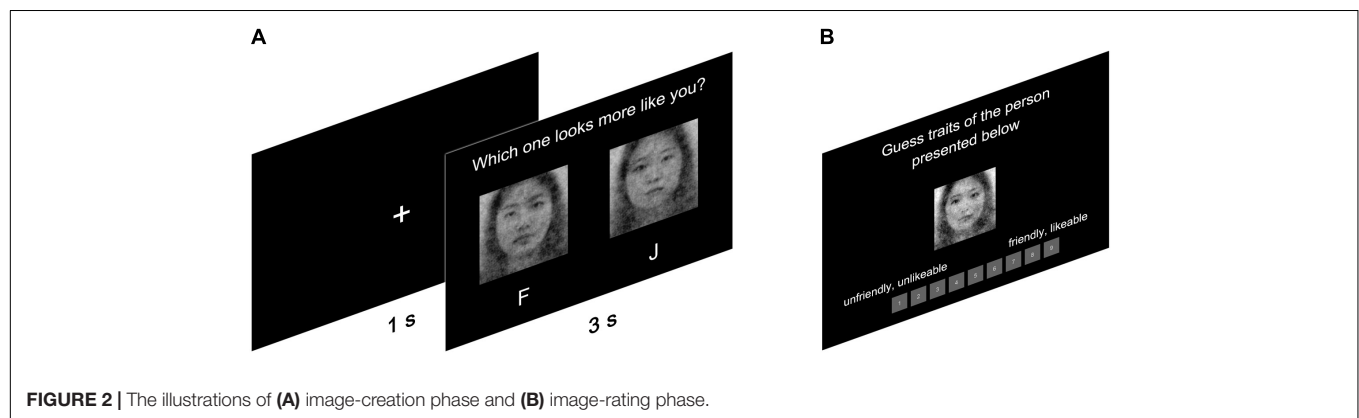 A
+
1 s
Which one looks more like you?
F
J
3 s
B
Guess traits of the person
presented below
unfriendly, unlikeable
friendly, likeable
1 2 3 4 5 6 7 8 9
FIGURE 2 | The illustrations of (A) image-creation phase and (B) image-rating phase.